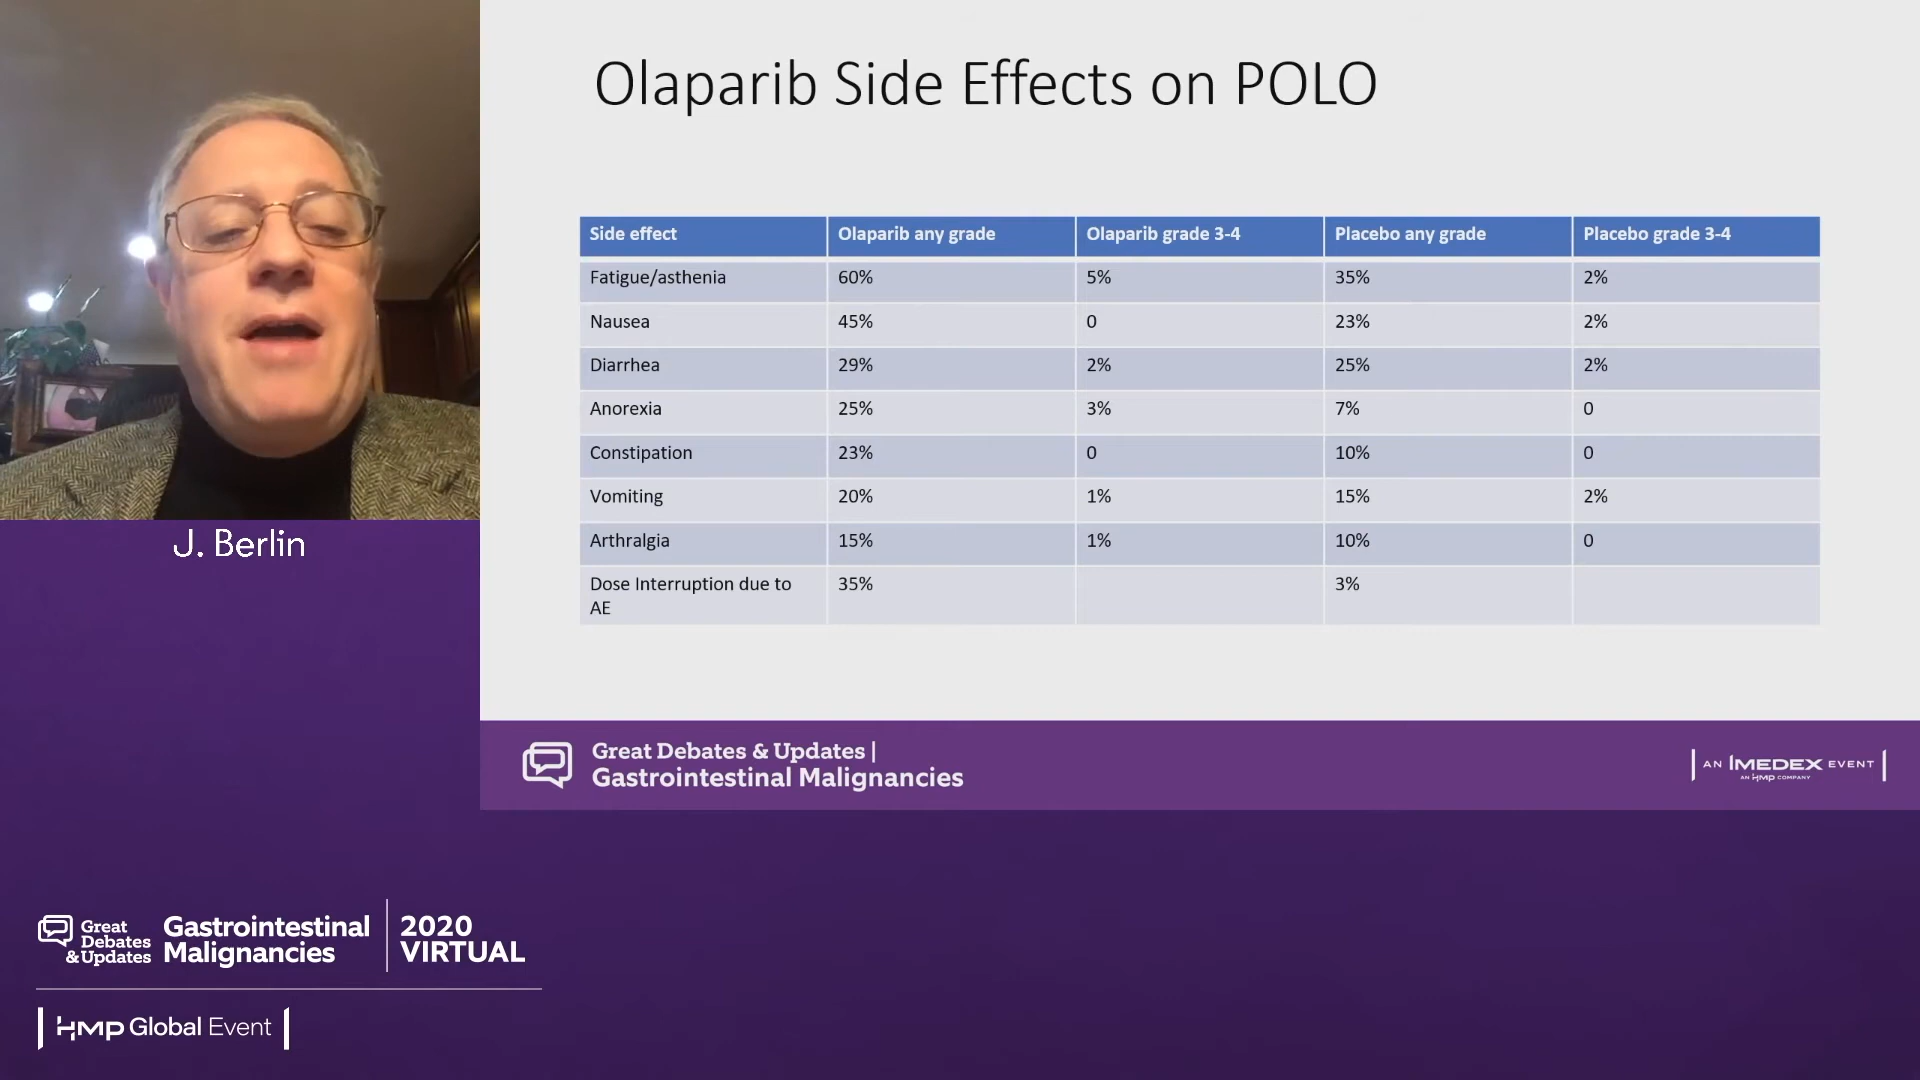 J. Berlin
Olaparib Side Effects on POLO
Side effect Olaparib any grade Olaparib grade 3-4 Placebo any grade Placebo grade 3-4
Fatigue/asthenia 60% 5% 35% 2%
Nausea 45% 0 23% 2%
Diarrhea 29% 2% 25% 2%
Anorexia 25% 3% 7% 0
Constipation 23% 0 10% 0
Vomiting 20% 1% 15% 2%
Arthralgia 15% 1% 10% 0
Dose Interruption due to 35% 3%
AE
Great Debates & Updates |
Gastrointestinal Malignancies
AN IMEDEX EVENT
AN HMP COMPANY
Great
Debates
& Updates
Gastrointestinal
Malignancies
2020
VIRTUAL
HMP Global Event